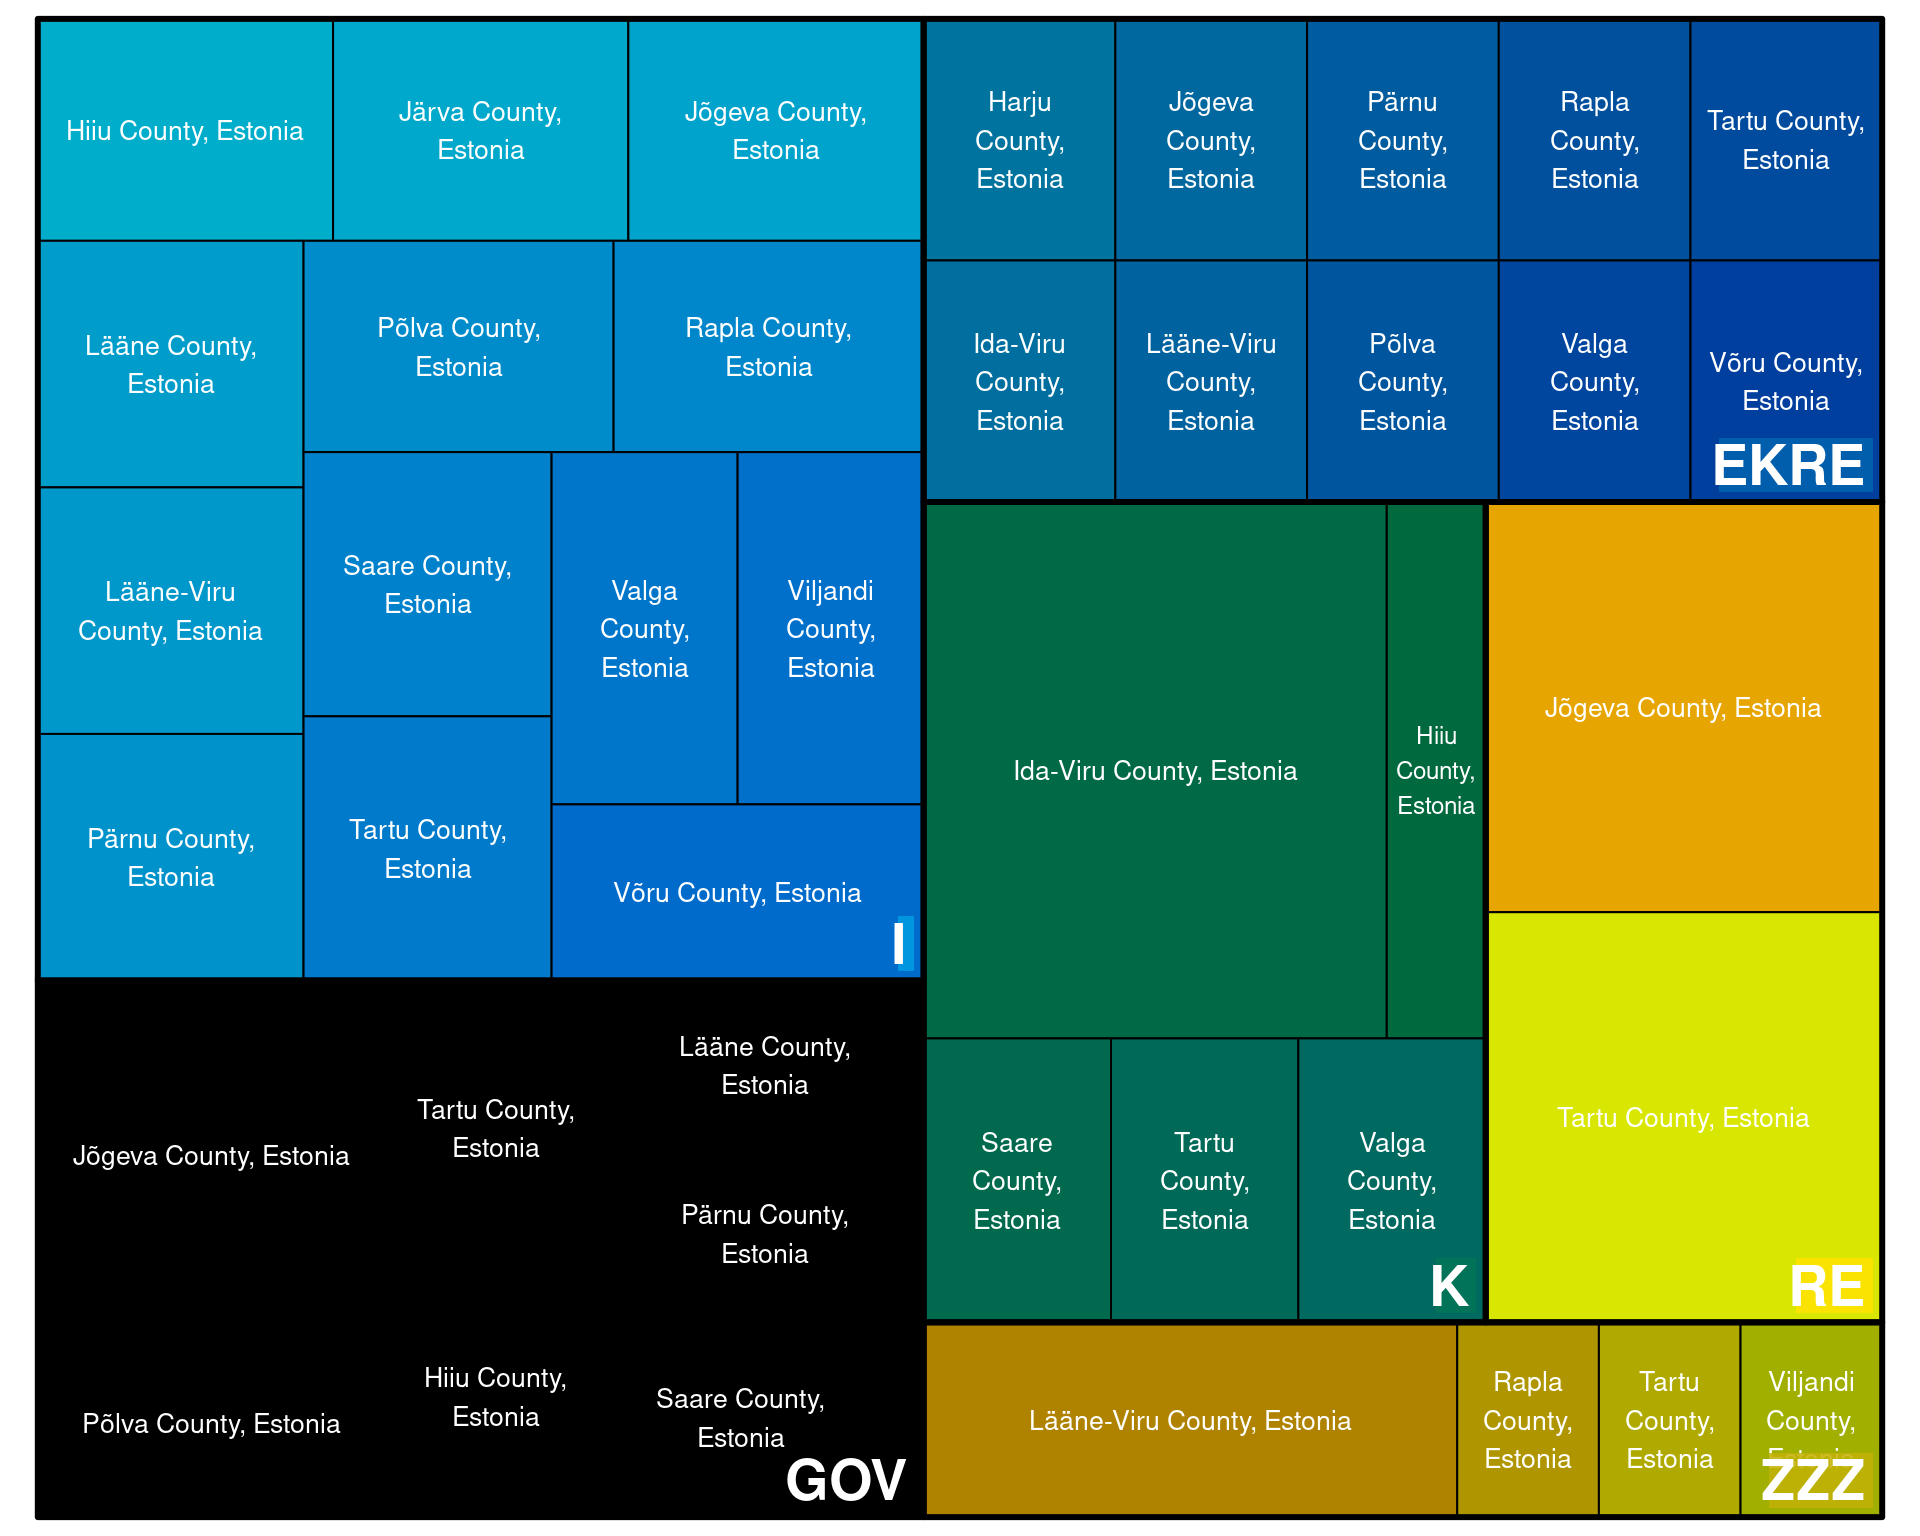 Hiiu County, Estonia
Järva County,
Estonia
Jõgeva County,
Estonia
Lääne County,
Estonia
Põlva County,
Estonia
Rapla County,
Estonia
Lääne-Viru
County, Estonia
Saare County,
Estonia
Valga
County,
Estonia
Viljandi
County,
Estonia
Pärnu County,
Estonia
Tartu County,
Estonia
Võru County, Estonia
I
Harju
County,
Estonia
Jõgeva
County,
Estonia
Pärnu
County,
Estonia
Rapla
County,
Estonia
Tartu County,
Estonia
Ida-Viru
County,
Estonia
Lääne-Viru
County,
Estonia
Põlva
County,
Estonia
Valga
County,
Estonia
Võru County,
Estonia
EKRE
Ida-Viru County, Estonia
Hiiu
County,
Estonia
Saare
County,
Estonia
Tartu
County,
Estonia
Valga
County,
Estonia
K
Jõgeva County, Estonia
Tartu County, Estonia
RE
Jõgeva County, Estonia
Tartu County,
Estonia
Lääne County,
Estonia
Pärnu County,
Estonia
Põlva County, Estonia
Hiiu County,
Estonia
Saare County,
Estonia
GOV
Lääne-Viru County, Estonia
Rapla
County,
Estonia
Tartu
County,
Estonia
Viljandi
County,
Estonia
ZZZ